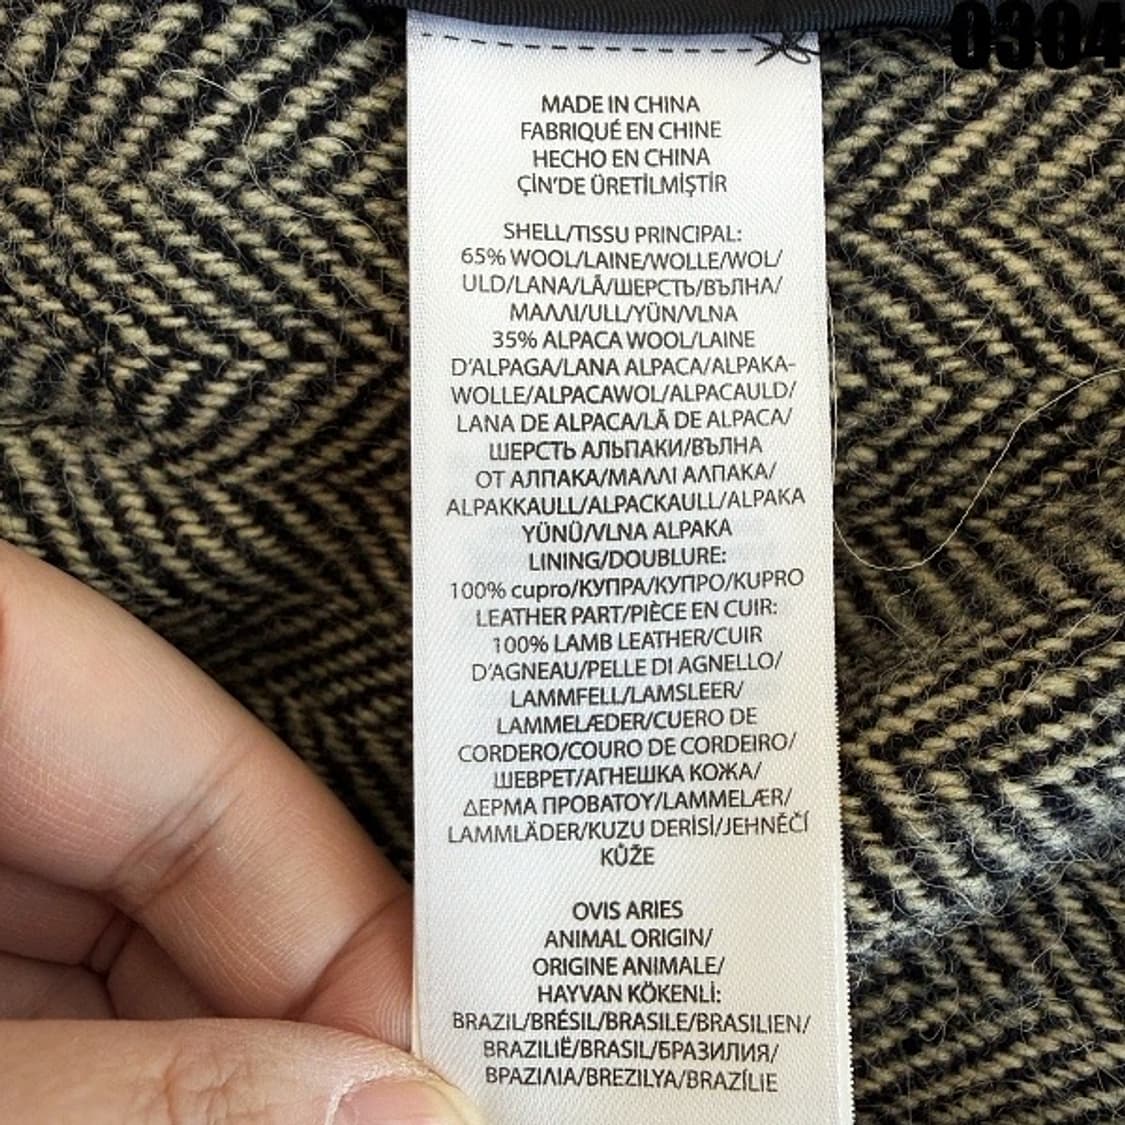 0304
MADE IN CHINA
FABRIQUÉ EN CHINE
HECHO EN CHINA
ÇİN'DE ÜRETİLMİŞTİR
SHELL/TISSU PRINCIPAL:
65% WOOL/LAINE/WOLLE/WOL/
ULD/LANA/LÃ/ШЕРСТЬ/ВЪЛНА/
ΜΑΛΛΙ/ULL/YÜN/VLNA
35% ALPACA WOOL/LAINE
D'ALPAGA/LANA ALPACA/ALPAKA-
WOLLE/ALPACAWOL/ALPACAULD/
LANA DE ALPACA/LÃ DE ALPACA/
ШЕРСТЬ АЛЬПАКИ/ВЪЛНА
ОТ АЛПАКА/ΜΑΛΛΙ ΑΛΠΑΚΑ/
ALPAKKAULL/ALPACKAULL/ALPAKA
YÜNÜ/VLNA ALPAKA
LINING/DOUBLURE:
100% cupro/КУПРА/КУПРО/KUPRO
LEATHER PART/PIÈCE EN CUIR:
100% LAMB LEATHER/CUIR
D'AGNEAU/PELLE DI AGNELLO/
LAMMFELL/LAMSLEER/
LAMMELÆDER/CUERO DE
CORDERO/COURO DE CORDEIRO/
ШЕВРЕТ/АГНЕШКА КОЖА/
ΔΕΡΜΑ ΠΡΟΒΑΤΟΥ/LAMMELÆR/
LAMMLÄDER/KUZU DERİSİ/JEHNĚČÍ
KŮŽE
OVIS ARIES
ANIMAL ORIGIN/
ORIGINE ANIMALE/
HAYVAN KÖKENLİ:
BRAZIL/BRÉSIL/BRASILE/BRASILIEN/
BRAZILIË/BRASIL/БРАЗИЛИЯ/
ΒΡΑΖΙΛΙΑ/BREZILYA/BRAZÍLIE